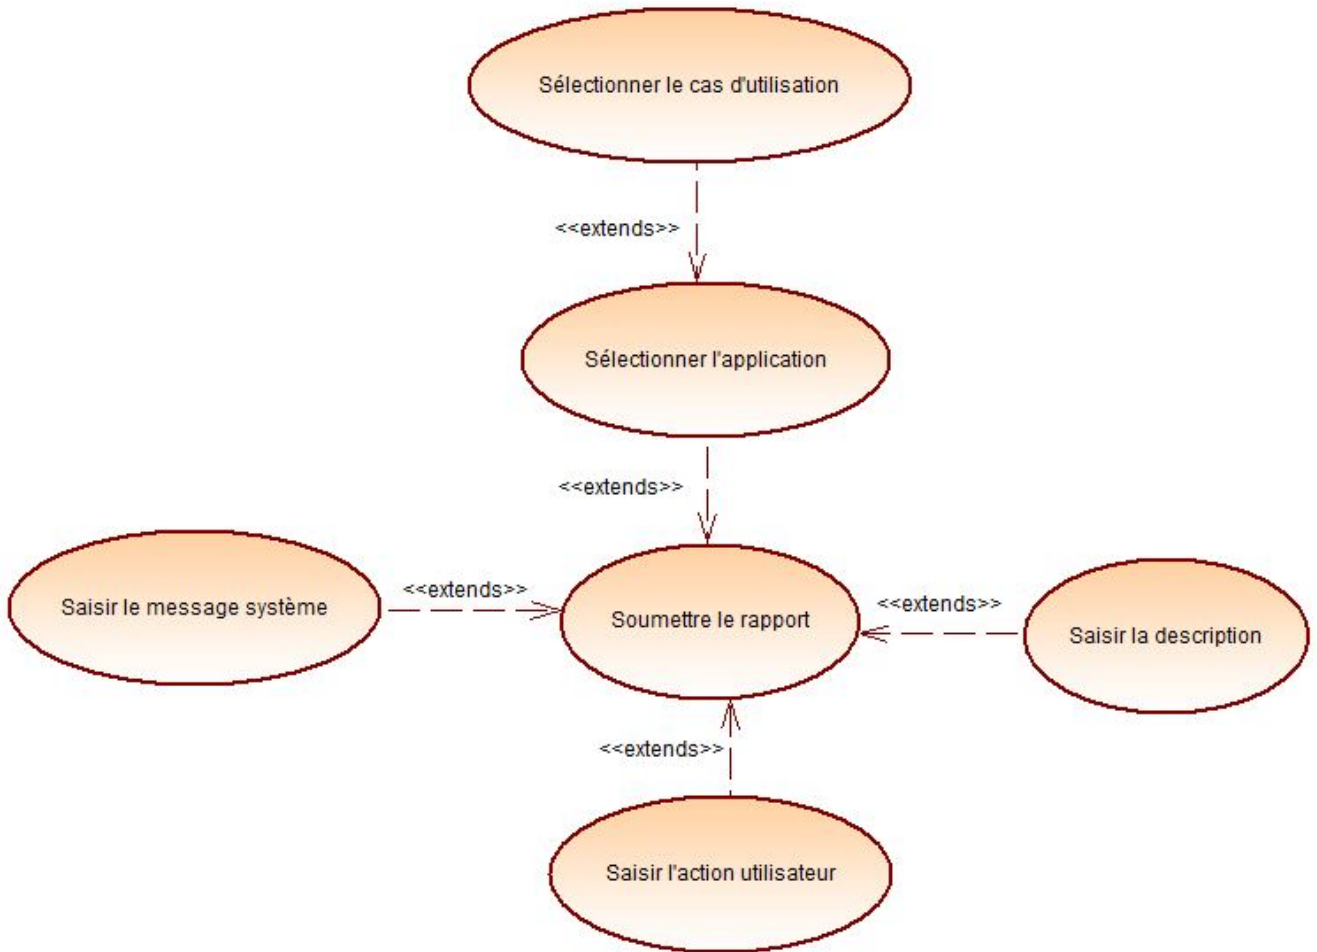 Sélectionner le cas d'utilisation
<<extends>>
Sélectionner l'application
<<extends>>
Saisir le message système
<<extends>>
Soumettre le rapport
<<extends>>
Saisir la description
<<extends>>
Saisir l'action utilisateur